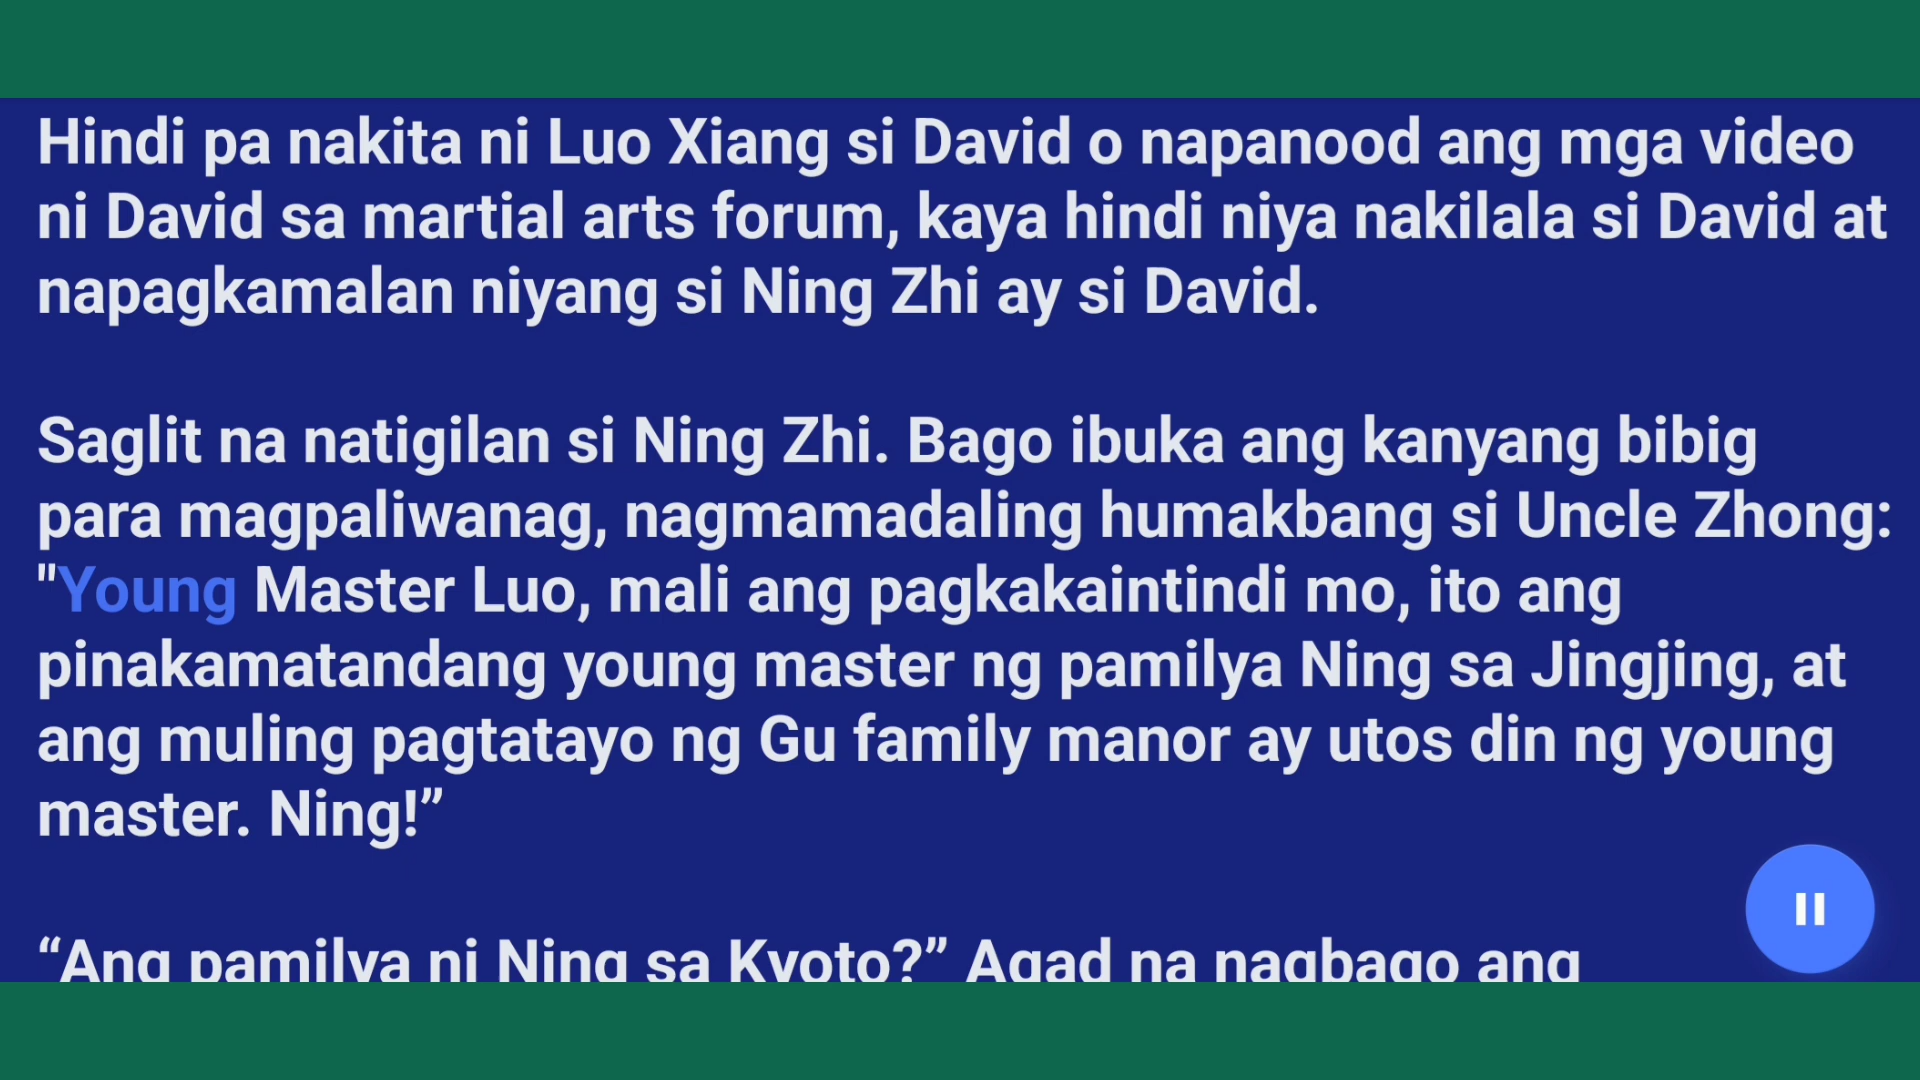 Hindi pa nakita ni Luo Xiang si David o napanood ang mga video
ni David sa martial arts forum, kaya hindi niya nakilala si David at
napagkamalan niyang si Ning Zhi ay si David.
Saglit na natigilan si Ning Zhi. Bago ibuka ang kanyang bibig
para magpaliwanag, nagmamadaling humakbang si Uncle Zhong:
"Young Master Luo, mali ang pagkakaintindi mo, ito ang
pinakamatandang young master ng pamilya Ning sa Jingjing, at
ang muling pagtatayo ng Gu family manor ay utos din ng young
master. Ning!”
“Ang pamilya ni Ning sa Kyoto?” Agad na nagbago ang